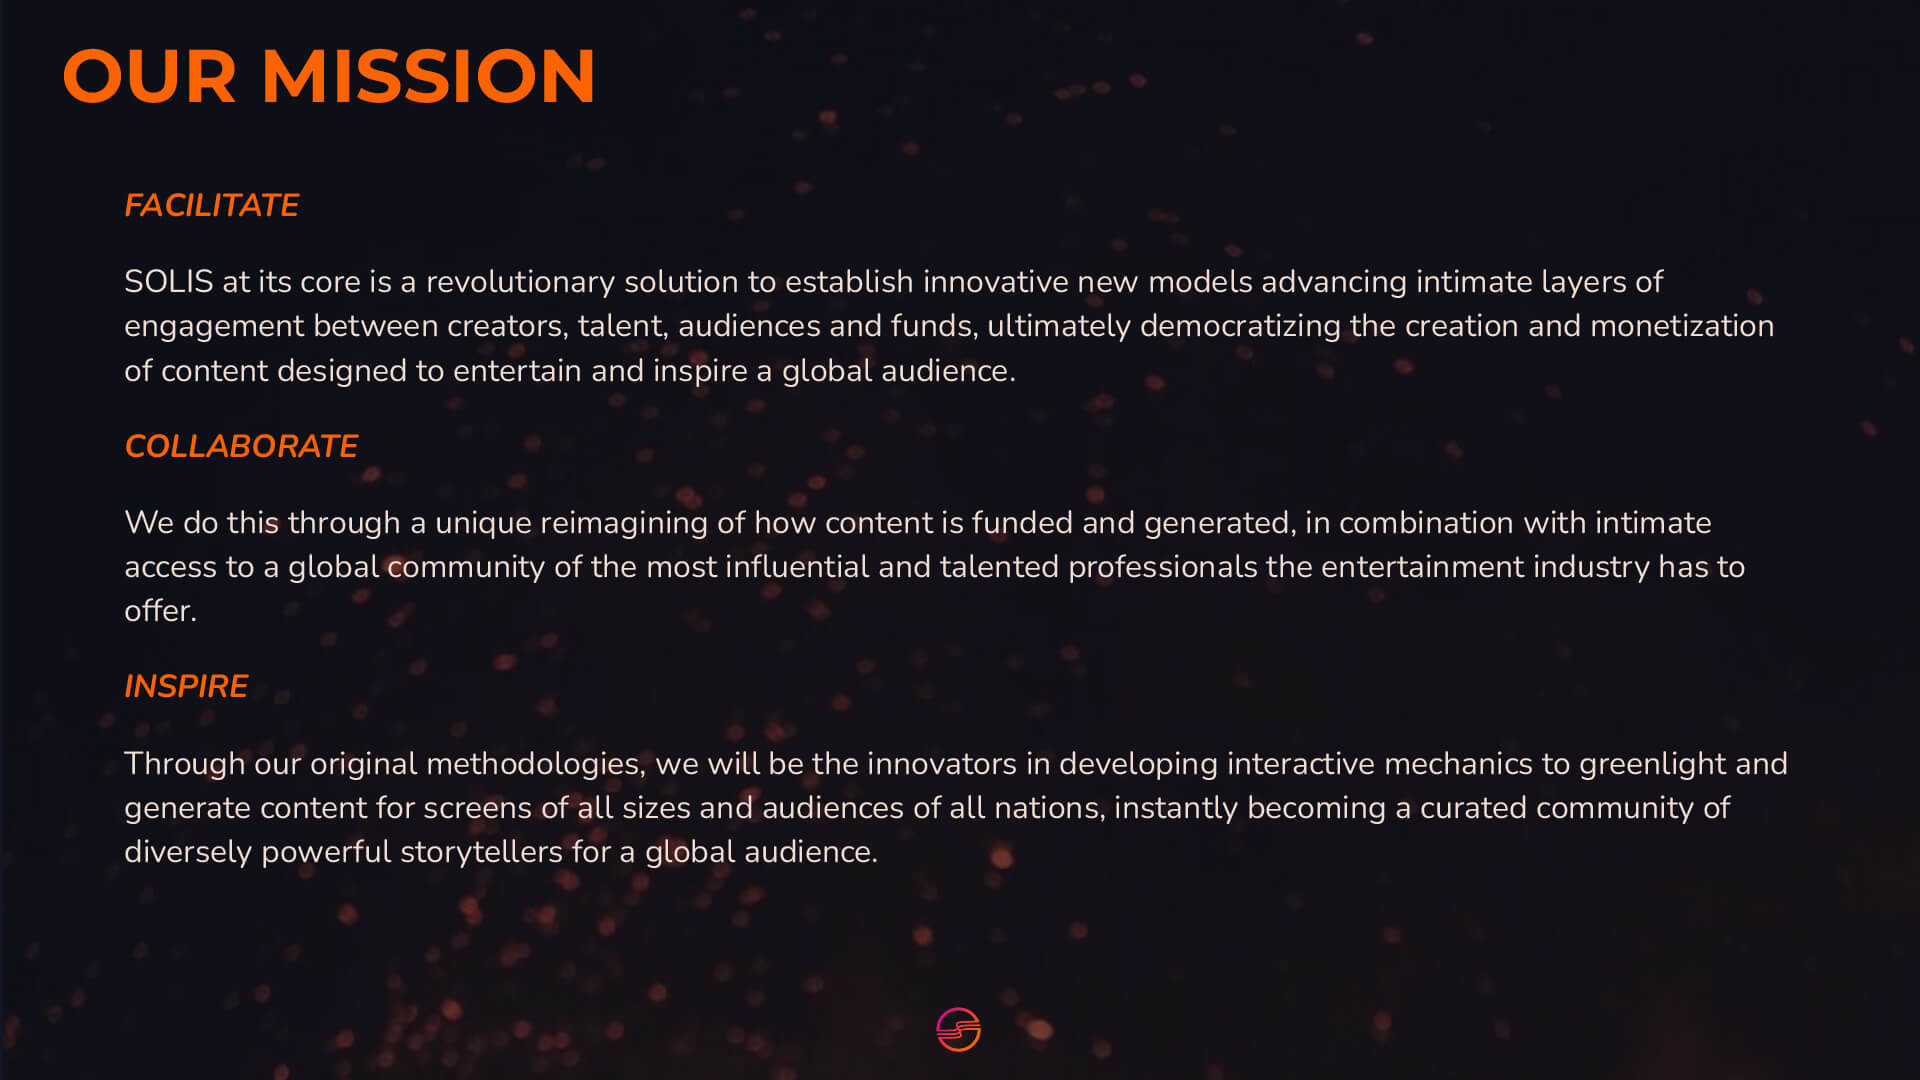 OUR MISSION
FACILITATE
SOLIS at its core is a revolutionary solution to establish innovative new models advancing intimate layers of
engagement between creators, talent, audiences and funds, ultimately democratizing the creation and monetization
of content designed to entertain and inspire a global audience.
COLLABORATE
We do this through a unique reimagining of how content is funded and generated, in combination with intimate
access to a global community of the most influential and talented professionals the entertainment industry has to
offer.
INSPIRE
Through our original methodologies, we will be the innovators in developing interactive mechanics to greenlight and
generate content for screens of all sizes and audiences of all nations, instantly becoming a curated community of
diversely powerful storytellers for a global audience.